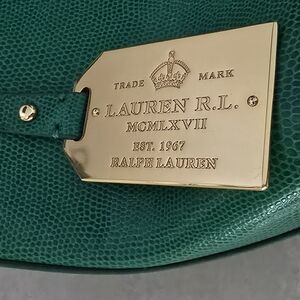 TRADE MARK
LAUREN R.L.
MCMLXVII
EST. 1967
RALPH LAUREN